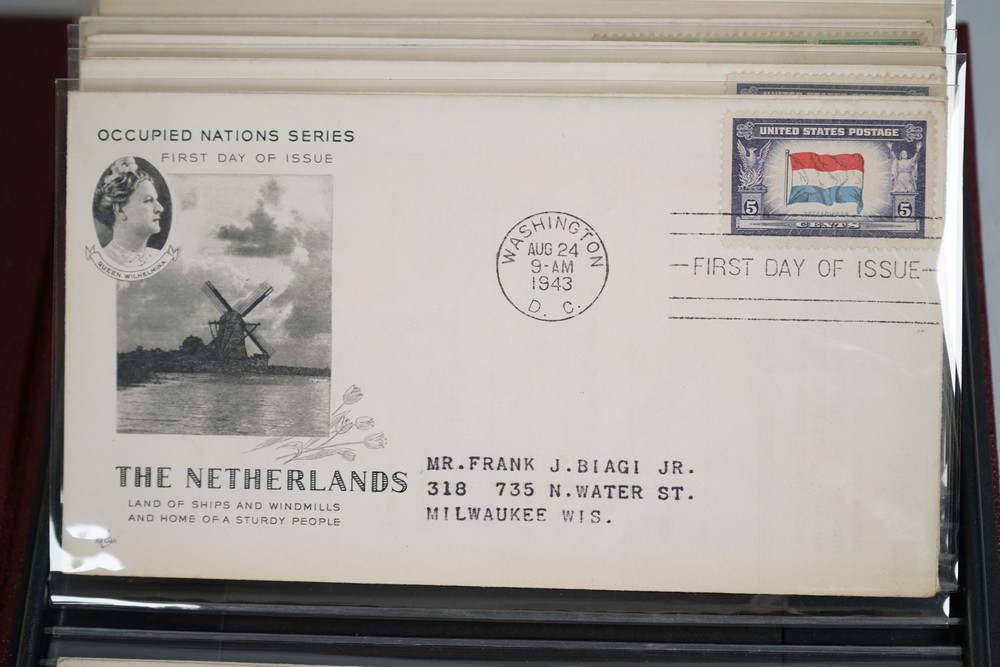 OCCUPIED NATIONS SERIES
FIRST DAY OF ISSUE
QUEEN WILHELMINA
THE NETHERLANDS
LAND OF SHIPS AND WINDMILLS
AND HOME OF A STURDY PEOPLE
WASHINGTON
AUG 24
9-AM
1943
D. C.
UNITED STATES POSTAGE
NETHERLANDS
5 5
CENTS
FIRST DAY OF ISSUE
MR.FRANK J.BIAGI JR.
318 735 N.WATER ST.
MILWAUKEE WIS.